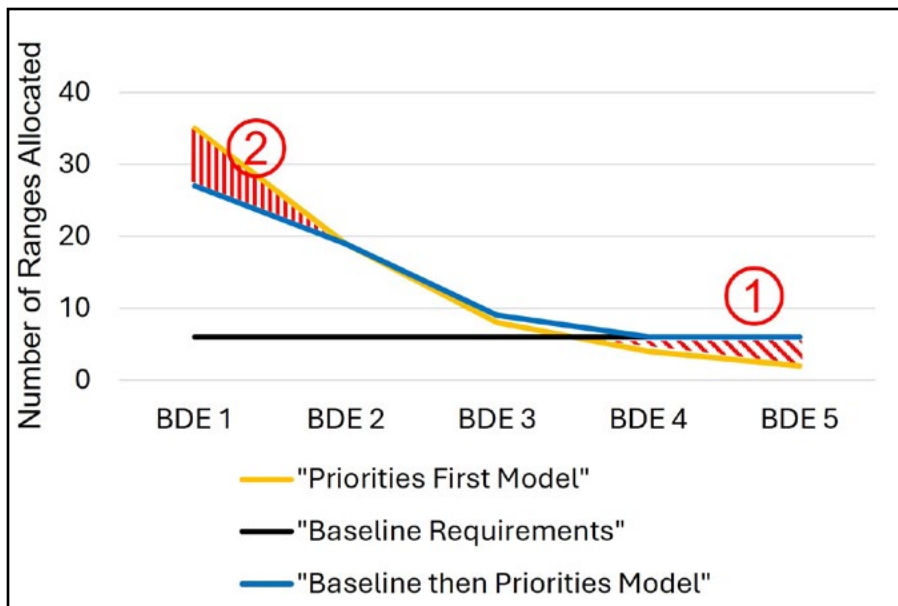 Number of Ranges Allocated
40
30
20
10
0
2
1
BDE 1 BDE 2 BDE 3 BDE 4 BDE 5
"Priorities First Model"
"Baseline Requirements"
"Baseline then Priorities Model"